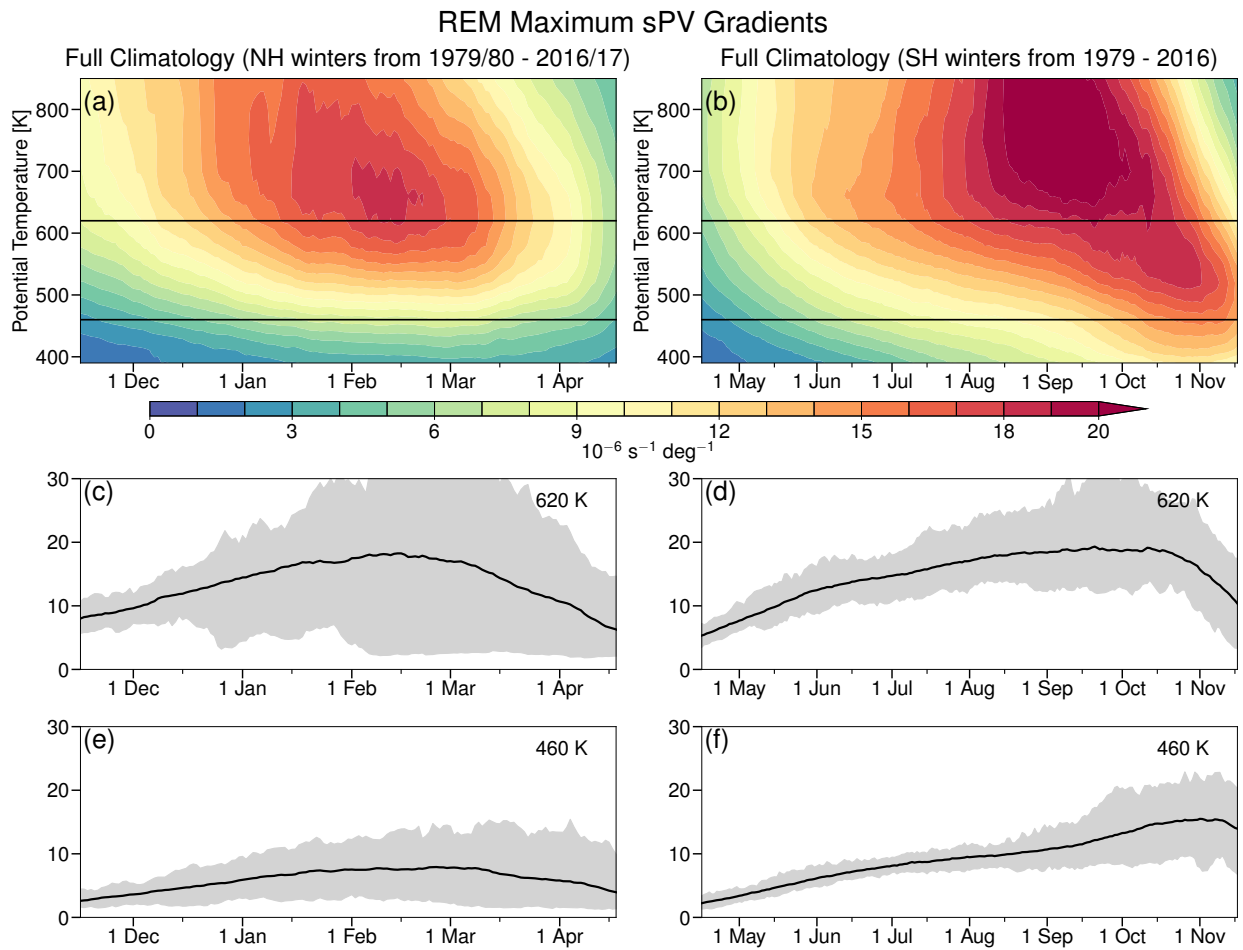 REM Maximum sPV Gradients
Full Climatology (NH winters from 1979/80 - 2016/17)
Full Climatology (SH winters from 1979 - 2016)
(a)
Potential Temperature [K]
800
700
600
500
400
1 Dec 1 Jan 1 Feb 1 Mar 1 Apr
(b)
Potential Temperature [K]
800
700
600
500
400
1 May 1 Jun 1 Jul 1 Aug 1 Sep 1 Oct 1 Nov
0 3 6 9 12 15 18 20
10⁻⁶ s⁻¹ deg⁻¹
(c)
620 K
30
20
10
0
1 Dec 1 Jan 1 Feb 1 Mar 1 Apr
(d)
620 K
30
20
10
0
1 May 1 Jun 1 Jul 1 Aug 1 Sep 1 Oct 1 Nov
(e)
460 K
30
20
10
0
1 Dec 1 Jan 1 Feb 1 Mar 1 Apr
(f)
460 K
30
20
10
0
1 May 1 Jun 1 Jul 1 Aug 1 Sep 1 Oct 1 Nov